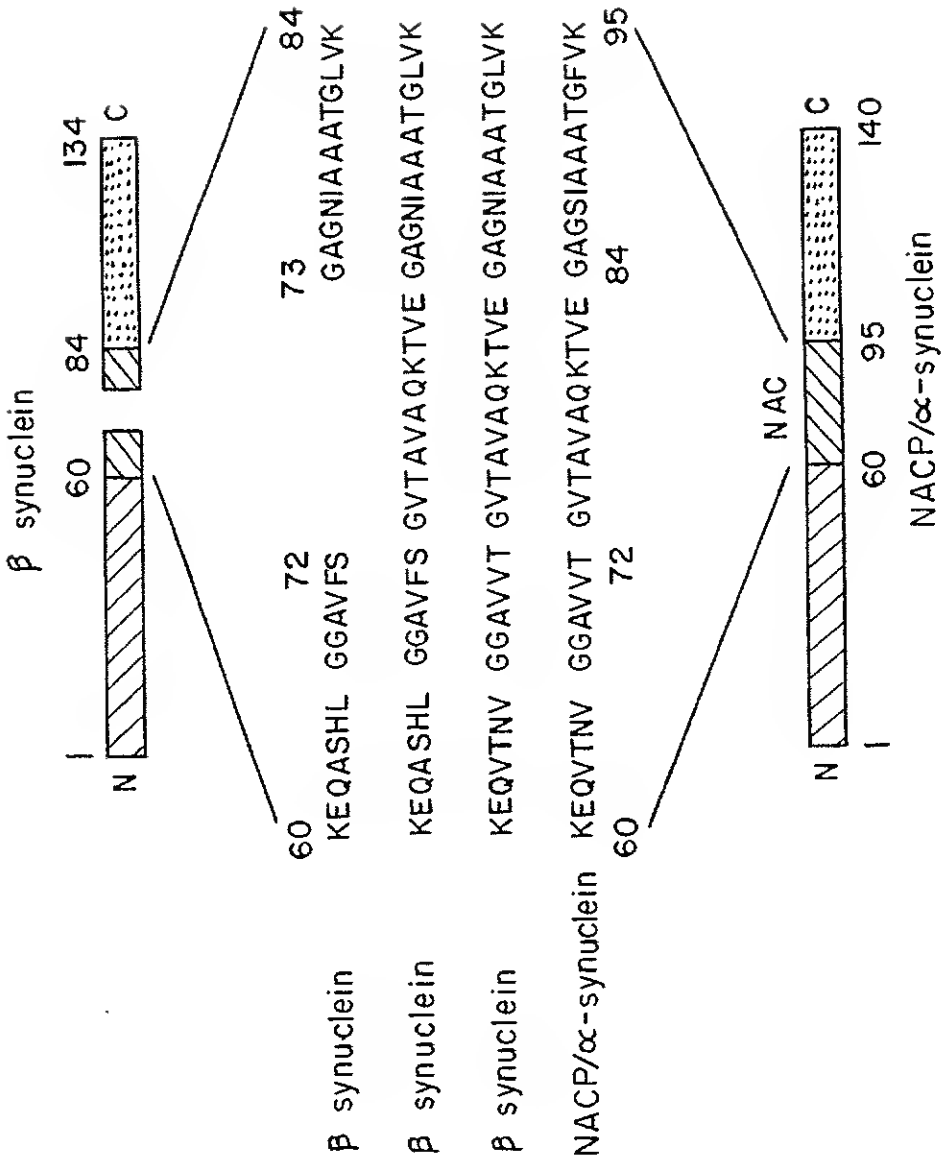 β synuclein
1 60 84 134
N C
60 72 73 84
β synuclein KEQASHL GGAVFS GAGNIAAATGLVK
β synuclein KEQASHL GGAVFS GVTAVAQKTVE GAGNIAAATGLVK
β synuclein KEQVTNV GGAVVT GVTAVAQKTVE GAGNIAAATGLVK
NACP/α-synuclein KEQVTNV GGAVVT GVTAVAQKTVE GAGSIAAATGFVK
60 72 84 95
NAC
N C
1 60 95 140
NACP/α-synuclein